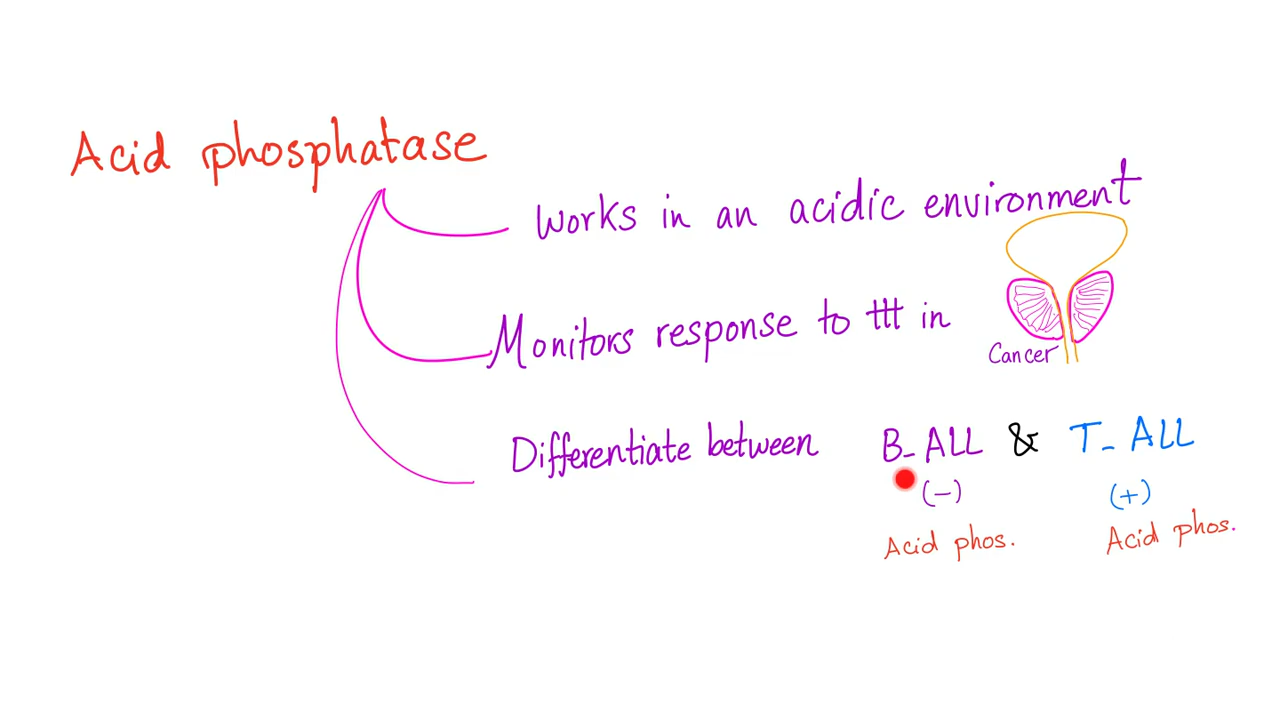 Acid phosphatase
Works in an acidic environment
Monitors response to ttt in
Cancer
Differentiate between B-ALL & T-ALL
(-) (+)
Acid phos. Acid phos.